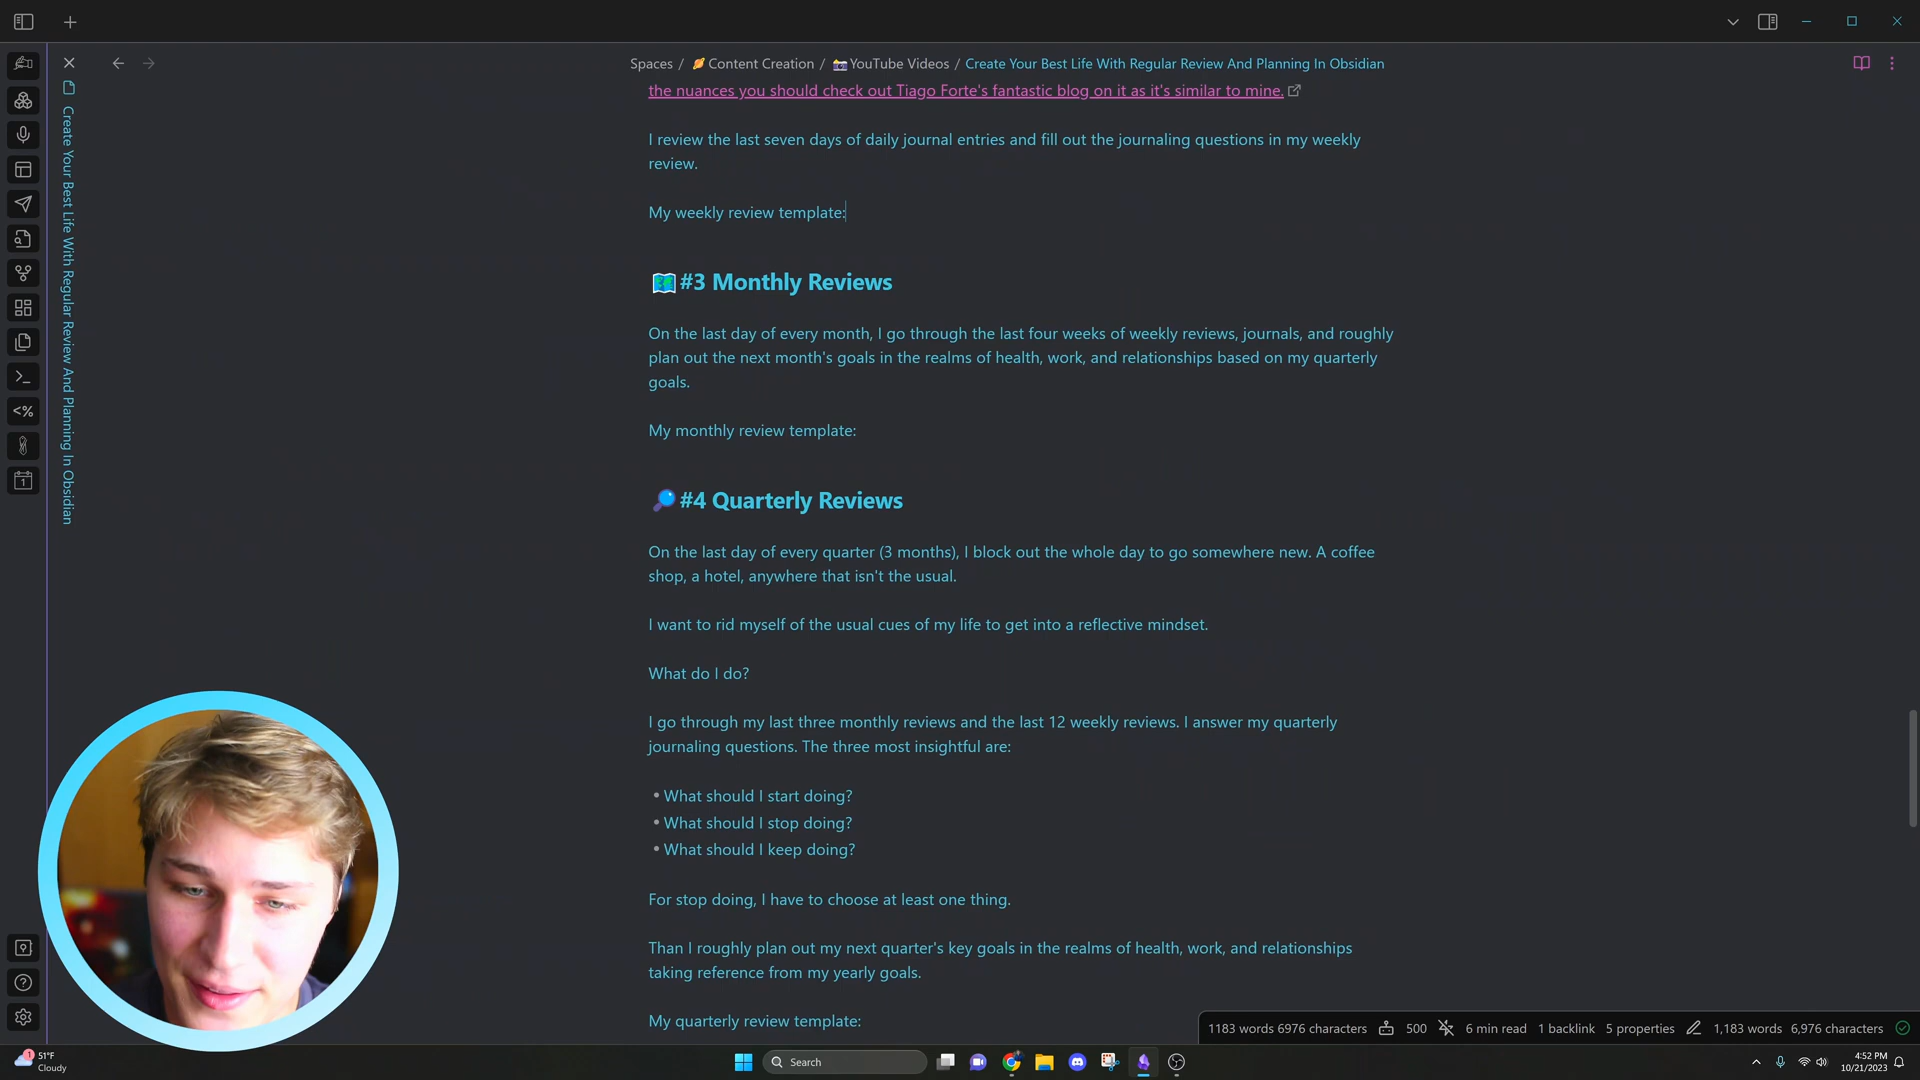 Spaces / 🪐 Content Creation / 📷 YouTube Videos / Create Your Best Life With Regular Review And Planning In Obsidian
Create Your Best Life With Regular Review And Planning In Obsidian
the nuances you should check out Tiago Forte's fantastic blog on it as it's similar to mine.
I review the last seven days of daily journal entries and fill out the journaling questions in my weekly
review.
My weekly review template:
#3 Monthly Reviews
On the last day of every month, I go through the last four weeks of weekly reviews, journals, and roughly
plan out the next month's goals in the realms of health, work, and relationships based on my quarterly
goals.
My monthly review template:
#4 Quarterly Reviews
On the last day of every quarter (3 months), I block out the whole day to go somewhere new. A coffee
shop, a hotel, anywhere that isn't the usual.
I want to rid myself of the usual cues of my life to get into a reflective mindset.
What do I do?
I go through my last three monthly reviews and the last 12 weekly reviews. I answer my quarterly
journaling questions. The three most insightful are:
• What should I start doing?
• What should I stop doing?
• What should I keep doing?
For stop doing, I have to choose at least one thing.
Than I roughly plan out my next quarter's key goals in the realms of health, work, and relationships
taking reference from my yearly goals.
My quarterly review template:
1183 words 6976 characters 500 6 min read 1 backlink 5 properties 1,183 words 6,976 characters
1
51°F
Cloudy
Search
4:52 PM
10/21/2023